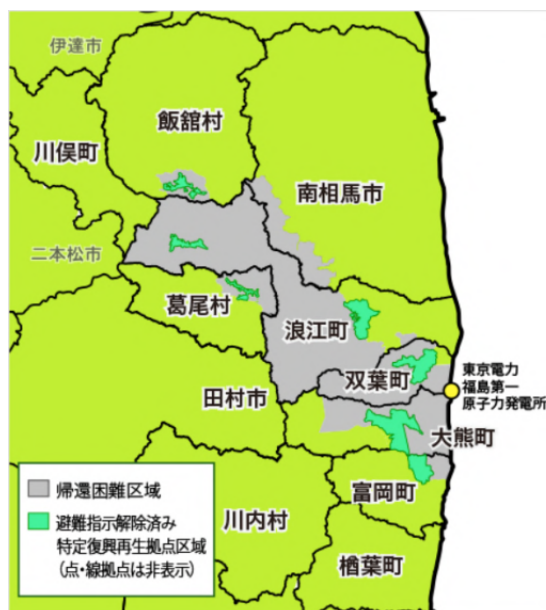 伊達市
飯舘村
川俣町
南相馬市
二本松市
葛尾村
浪江町
双葉町
東京電力
福島第一
原子力発電所
田村市
大熊町
帰還困難区域
避難指示解除済み
特定復興再生拠点区域
(点・線拠点は非表示)
富岡町
川内村
楢葉町